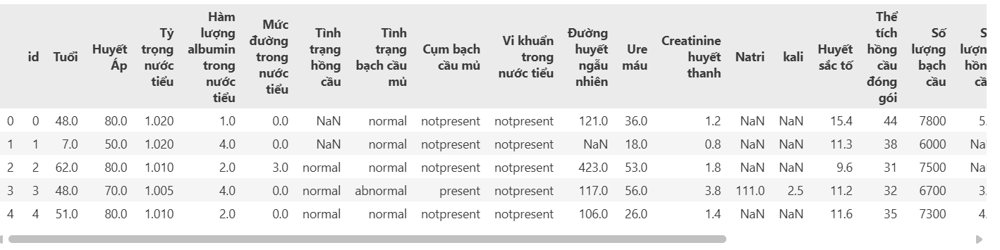 id Tuổi Huyết Áp Tỷ trọng nước tiểu Hàm lượng albumin trong nước tiểu Mức đường trong nước tiểu Tình trạng hồng cầu Tình trạng bạch cầu mủ Cụm bạch cầu mủ Vi khuẩn trong nước tiểu Đường huyết ngẫu nhiên Ure máu Creatinine huyết thanh Natri kali Huyết sắc tố Thể tích hồng cầu đóng gói Số lượng bạch cầu
0 0 48.0 80.0 1.020 1.0 0.0 NaN normal notpresent notpresent 121.0 36.0 1.2 NaN NaN 15.4 44 7800 5.
1 1 7.0 50.0 1.020 4.0 0.0 NaN normal notpresent notpresent NaN 18.0 0.8 NaN NaN 11.3 38 6000 Na
2 2 62.0 80.0 1.010 2.0 3.0 normal normal notpresent notpresent 423.0 53.0 1.8 NaN NaN 9.6 31 7500 Na
3 3 48.0 70.0 1.005 4.0 0.0 normal abnormal present notpresent 117.0 56.0 3.8 111.0 2.5 11.2 32 6700 3.
4 4 51.0 80.0 1.010 2.0 0.0 normal normal notpresent notpresent 106.0 26.0 1.4 NaN NaN 11.6 35 7300 4.